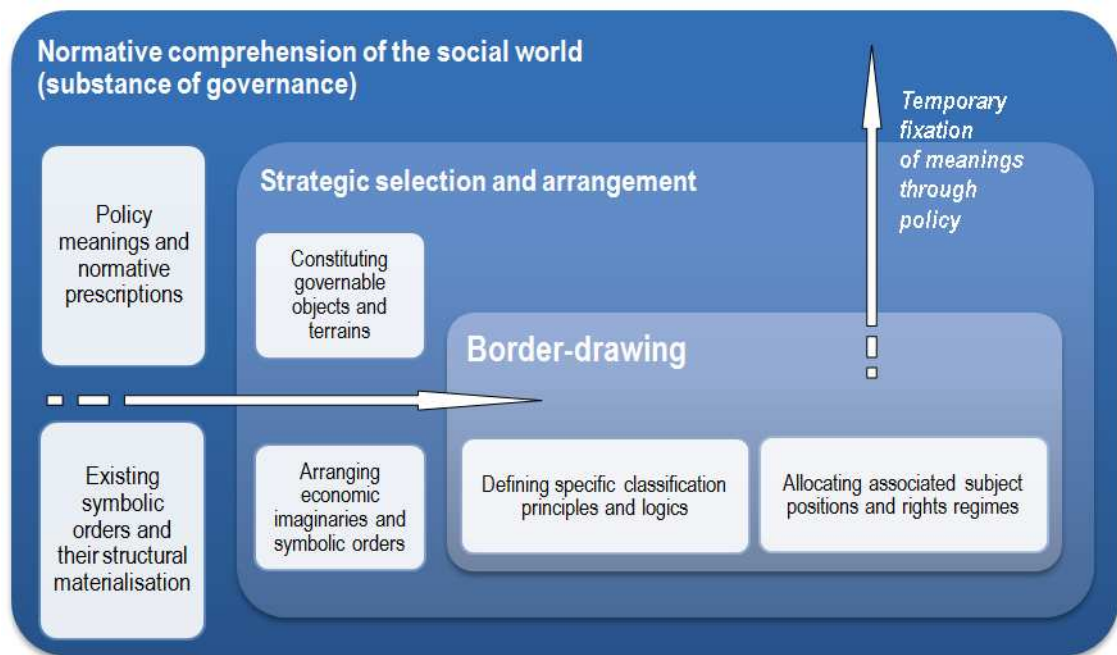 Normative comprehension of the social world
(substance of governance)
Temporary
fixation
of meanings
through
policy
Strategic selection and arrangement
Policy
meanings and
normative
prescriptions
Constituting
governable
objects and
terrains
Border-drawing
Existing
symbolic
orders and
their structural
materialisation
Arranging
economic
imaginaries and
symbolic orders
Defining specific classification
principles and logics
Allocating associated subject
positions and rights regimes